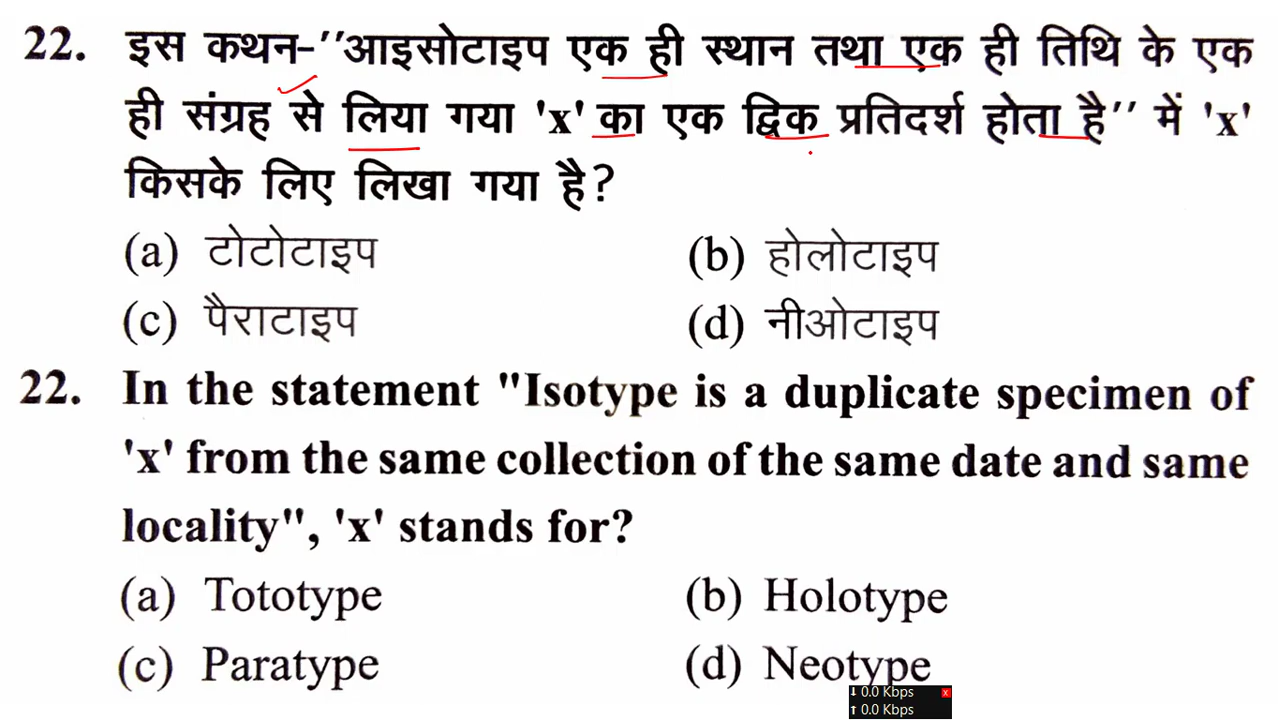 22. इस कथन-''आइसोटाइप एक ही स्थान तथा एक ही तिथि के एक
ही संग्रह से लिया गया 'x' का एक द्विक प्रतिदर्श होता है'' में 'x'
किसके लिए लिखा गया है?
(a) टोटोटाइप (b) होलोटाइप
(c) पैराटाइप (d) नीओटाइप
22. In the statement "Isotype is a duplicate specimen of
'x' from the same collection of the same date and same
locality", 'x' stands for?
(a) Tototype (b) Holotype
(c) Paratype (d) Neotype
↓ 0.0 Kbps x
↑ 0.0 Kbps